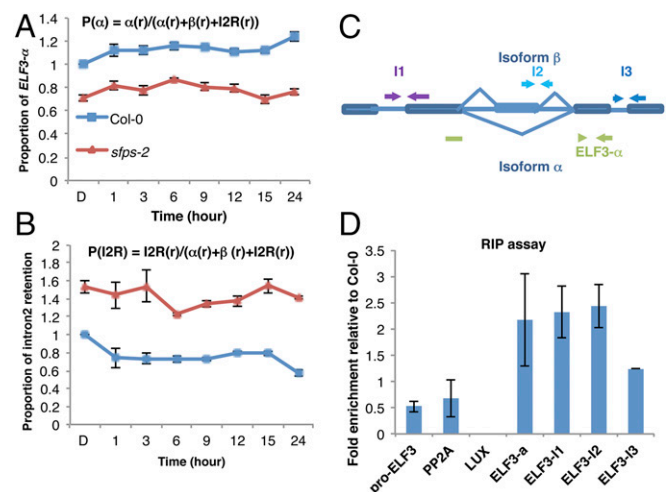 A
P(α) = α(r)/(α(r)+β(r)+I2R(r))
Proportion of ELF3-α
1.4
1.2
1
0.8
0.6
0.4
0.2
0
Col-0
sfps-2
D 1 3 6 9 12 15 24
Time (hour)
B
P(I2R) = I2R(r)/(α(r)+β (r)+I2R(r))
Proportion of intron2 retention
2
1.8
1.6
1.4
1.2
1
0.8
0.6
0.4
0.2
0
D 1 3 6 9 12 15 24
Time (hour)
C
Isoform β
I1
I2
I3
ELF3-α
Isoform α
D
RIP assay
Fold enrichment relative to Col-0
3.5
3
2.5
2
1.5
1
0.5
0
pro-ELF3
PP2A
LUX
ELF3-a
ELF3-I1
ELF3-I2
ELF3-I3